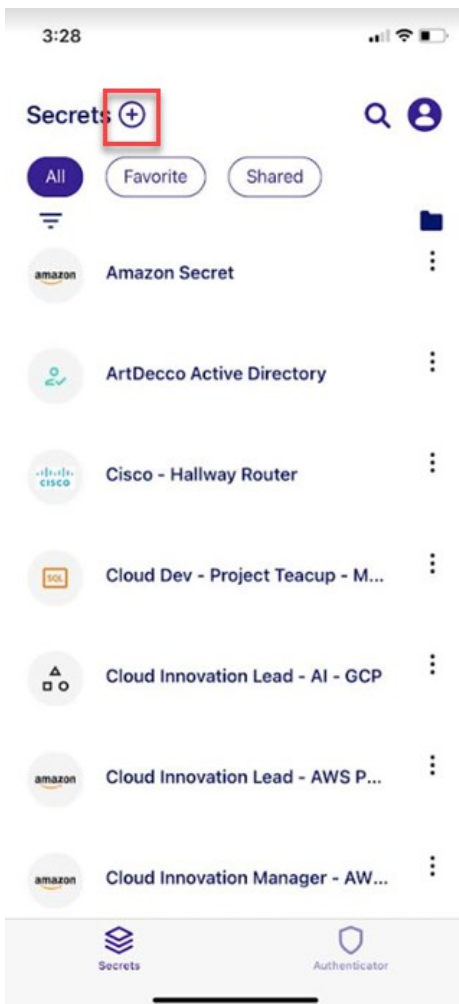 3:28
Secrets
All
Favorite
Shared
amazon
Amazon Secret
ArtDecco Active Directory
CISCO
Cisco - Hallway Router
SQL
Cloud Dev - Project Teacup - M...
Cloud Innovation Lead - AI - GCP
amazon
Cloud Innovation Lead - AWS P...
amazon
Cloud Innovation Manager - AW...
Secrets
Authenticator